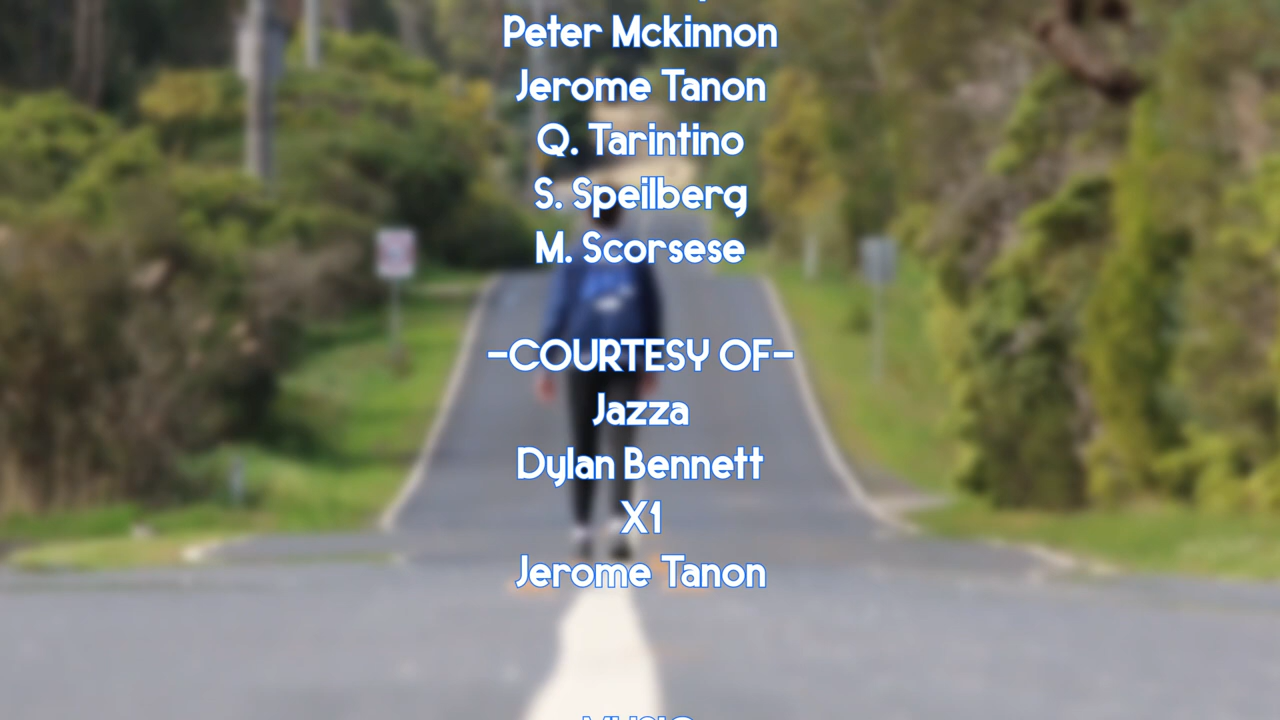 Peter Mckinnon
Jerome Tanon
Q. Tarintino
S. Speilberg
M. Scorsese
-COURTESY OF-
Jazza
Dylan Bennett
X1
Jerome Tanon